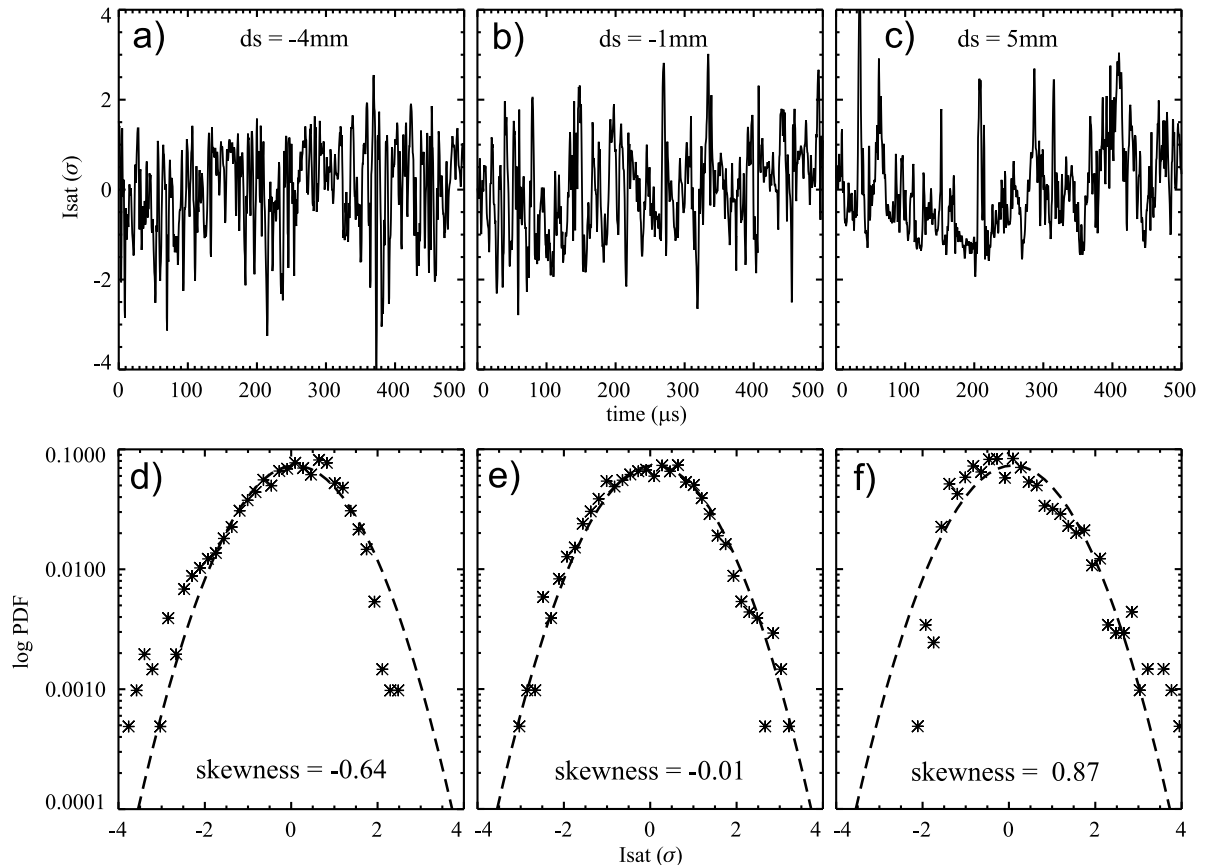 a) ds = -4mm
b) ds = -1mm
c) ds = 5mm
4
2
0
-2
-4
Isat (σ)
0 100 200 300 400 500
0 100 200 300 400 500
0 100 200 300 400 500
time (μs)
d)
e)
f)
0.1000
0.0100
0.0010
0.0001
log PDF
skewness = -0.64
skewness = -0.01
skewness = 0.87
-4 -2 0 2 4
-4 -2 0 2 4
-4 -2 0 2 4
Isat (σ)